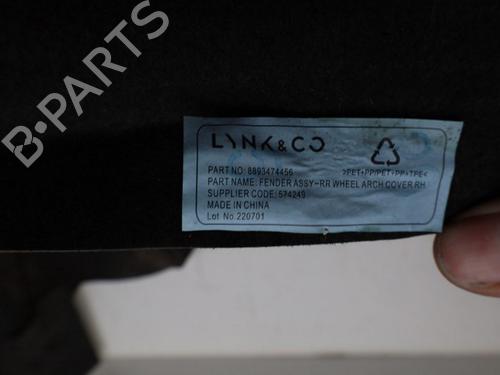 B-PARTS
LYNK & CO
PART NO: 8893474456 >PET+PP/PET+PP+TPE<
PART NAME: FENDER ASSY-RR WHEEL ARCH COVER RH
SUPPLIER CODE: 574249
MADE IN CHINA
Lot No.220701